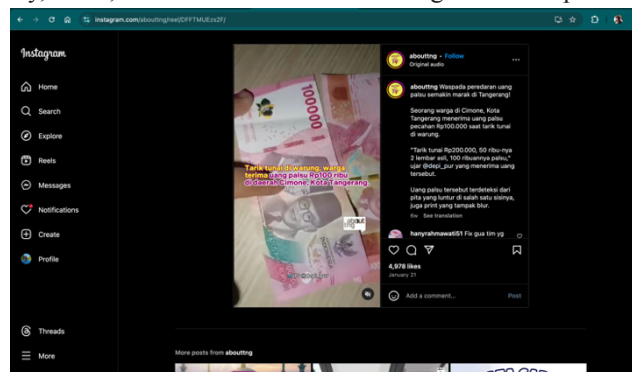 instagram.com/abouttng/reel/DFFTMUEzs2F/
Instagram
Home
Search
Explore
Reels
Messages
Notifications
Create
Profile
Threads
More
100000
Tarik tunai di warung, warga
terima uang palsu Rp100 ribu
di daerah Cimone, Kota Tangerang.
about
tng
abouttng • Follow
Original audio
abouttng Waspada peredaran uang
palsu semakin marak di Tangerang!
Seorang warga di Cimone, Kota
Tangerang menerima uang palsu
pecahan Rp100.000 saat tarik tunai
di warung.
"Tarik tunai Rp200.000, 50 ribu-nya
2 lembar asli, 100 ribuannya palsu,"
ujar @depi_pur yang menerima uang
tersebut.
Uang palsu tersebut terdeteksi dari
pita yang luntur di salah satu sisinya,
juga print yang tampak blur.
6w See translation
hanyrahmawati51 Fix gua tim yg
4,978 likes
January 21
Add a comment...
Post
More posts from abouttng